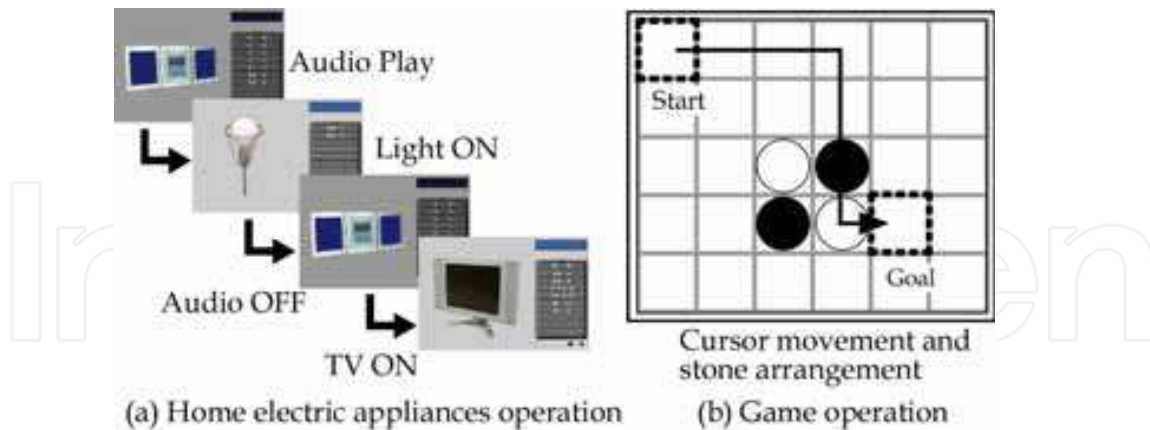 Audio Play
Light ON
Audio OFF
TV ON
(a) Home electric appliances operation
Start
Goal
Cursor movement and
stone arrangement
(b) Game operation